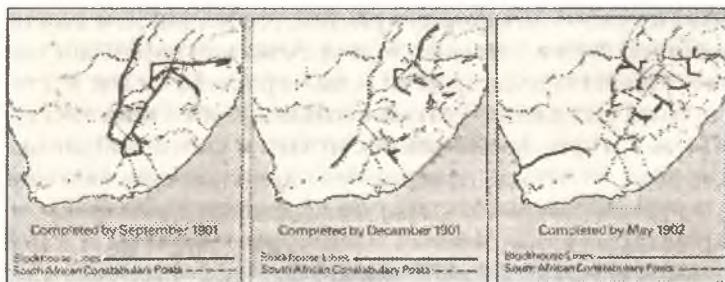 Completed by September 1901
Blockhouse Lines
South African Constabulary Posts
Completed by December 1901
Blockhouse Lines
South African Constabulary Posts
Completed by May 1902
Blockhouse Lines
South African Constabulary Posts